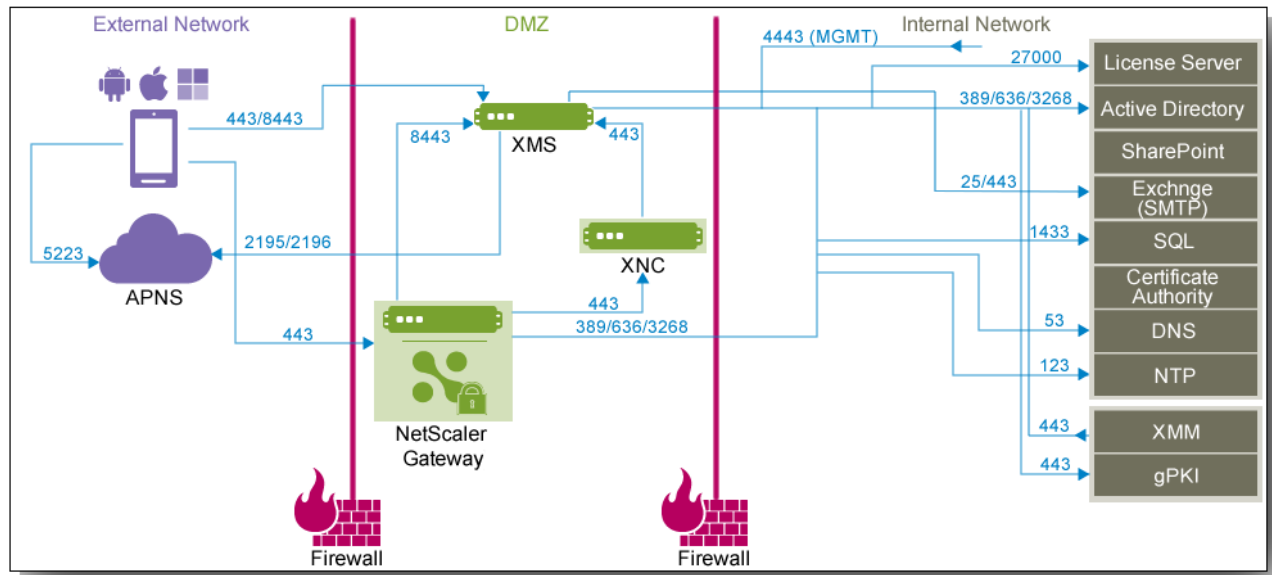 External Network
DMZ
Internal Network
4443 (MGMT)
27000
License Server
443/8443
8443
XMS
443
389/636/3268
Active Directory
SharePoint
25/443
Exchnge
(SMTP)
5223
2195/2196
APNS
XNC
1433
SQL
Certificate
Authority
443
443
389/636/3268
53
DNS
123
NTP
NetScaler
Gateway
443
XMM
443
gPKI
Firewall
Firewall